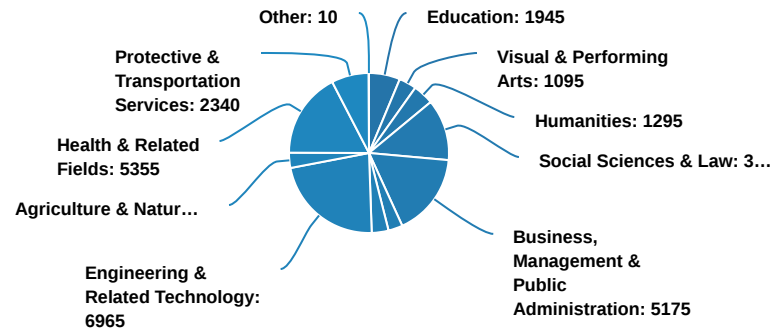 Other: 10
Education: 1945
Protective &
Transportation
Services: 2340
Visual & Performing
Arts: 1095
Humanities: 1295
Health & Related
Fields: 5355
Social Sciences & Law: 3…
Agriculture & Natur…
Business,
Management &
Public
Administration: 5175
Engineering &
Related Technology:
6965